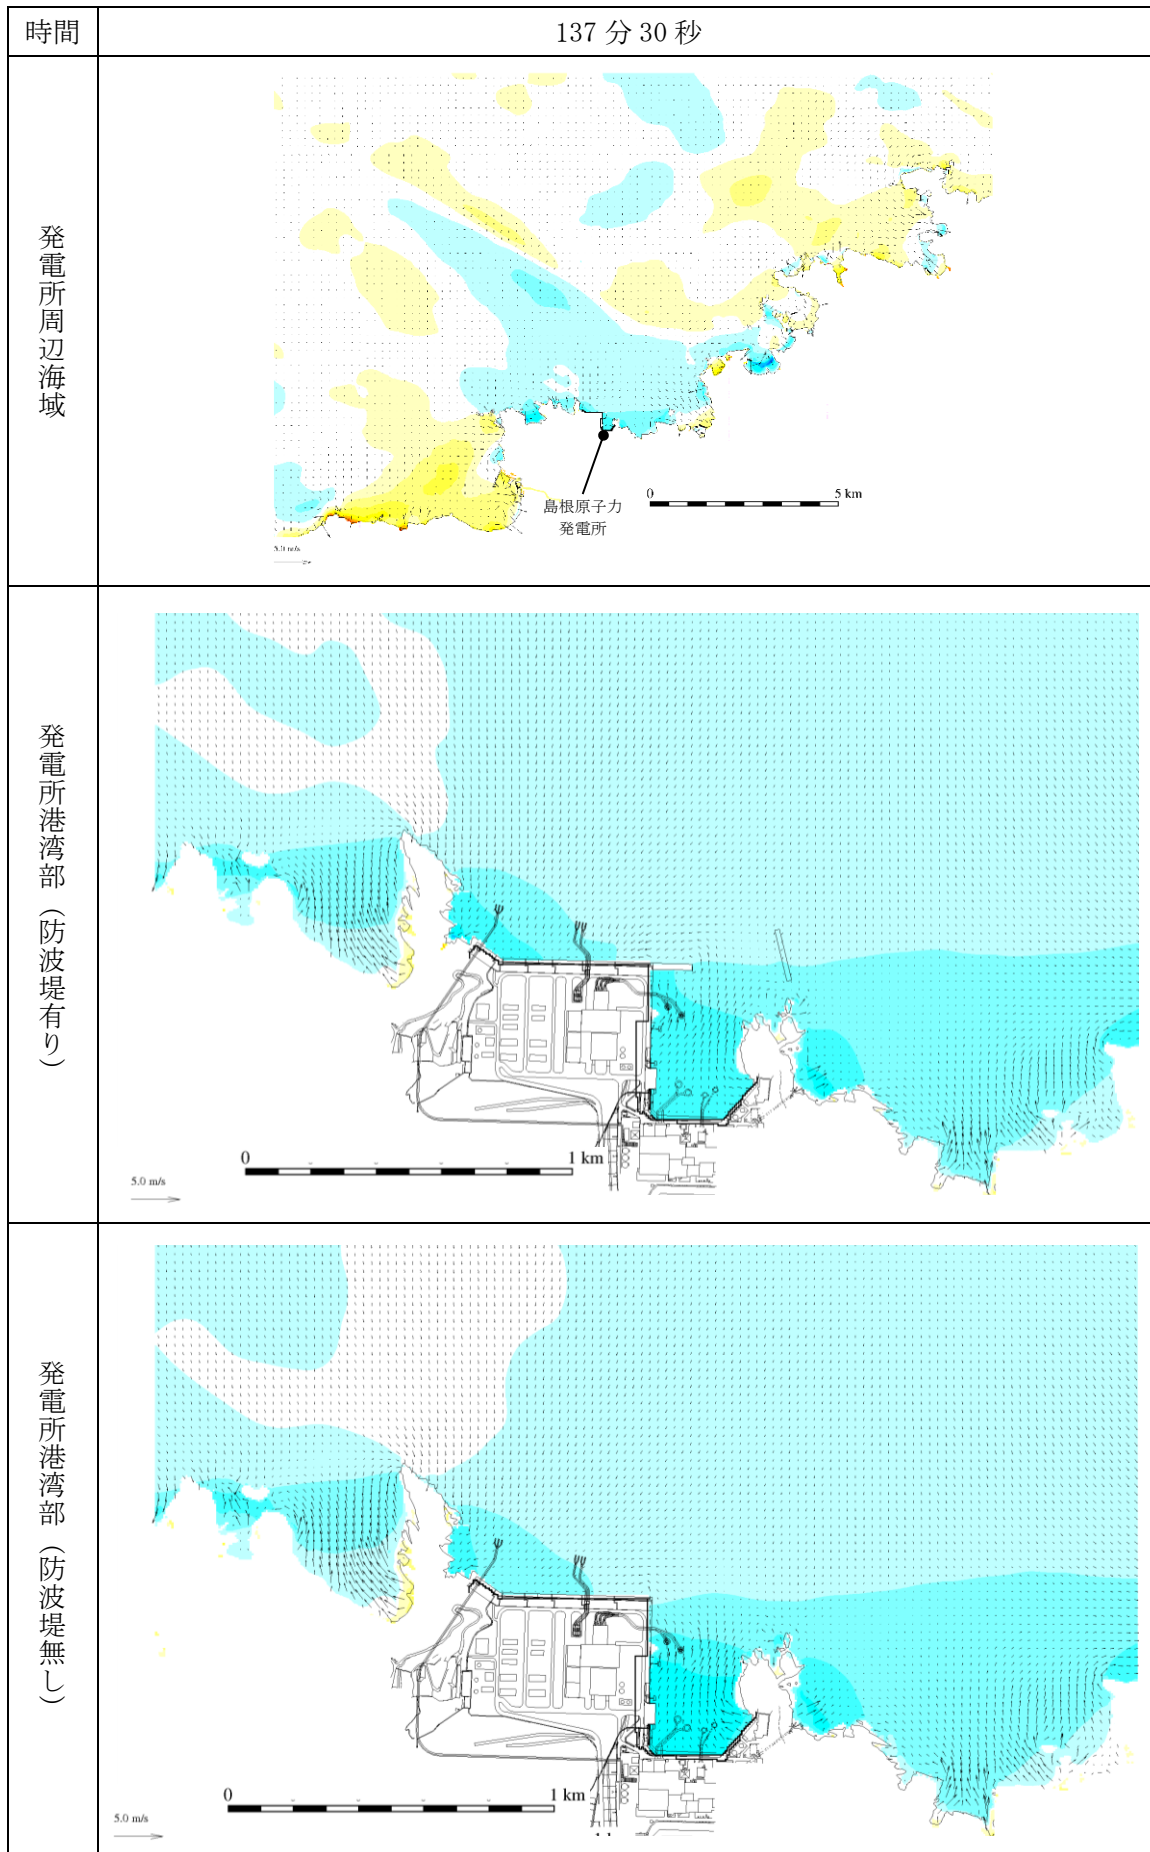 時間
137 分 30 秒
発電所周辺海域
島根原子力
発電所
0 5 km
5.0 m/s
発電所港湾部（防波堤有り）
0 1 km
5.0 m/s
発電所港湾部（防波堤無し）
0 1 km
5.0 m/s